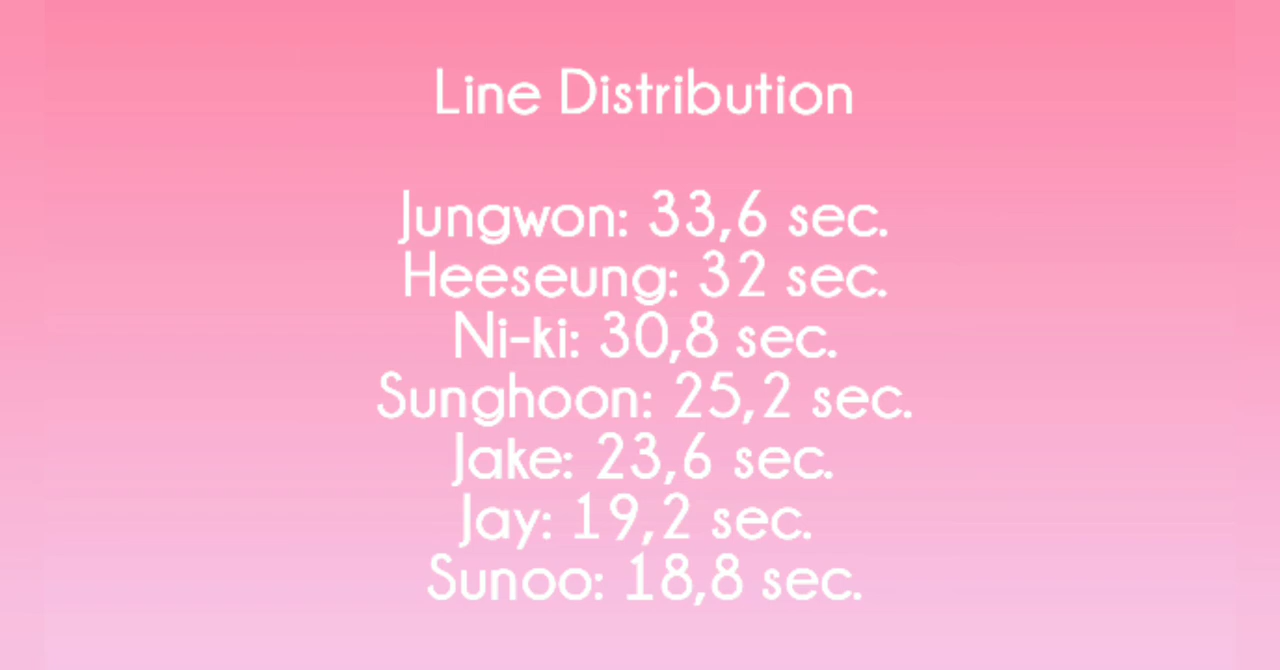 Line Distribution
Jungwon: 33,6 sec.
Heeseung: 32 sec.
Ni-ki: 30,8 sec.
Sunghoon: 25,2 sec.
Jake: 23,6 sec.
Jay: 19,2 sec.
Sunoo: 18,8 sec.